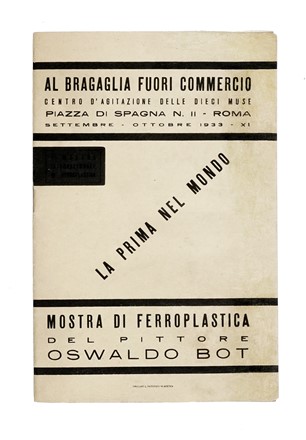 AL BRAGAGLIA FUORI COMMERCIO
CENTRO D'AGITAZIONE DELLE DIECI MUSE
PIAZZA DI SPAGNA N. 11 - ROMA
SETTEMBRE - OTTOBRE 1933 - XI
LA PRIMA NEL MONDO
MOSTRA DI FERROPLASTICA
DEL PITTORE
OSWALDO BOT